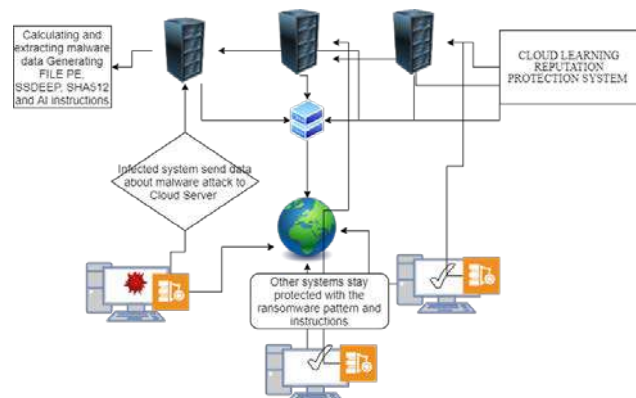 Calculating and
extracting malware
data Generating
FILE PE,
SSDEEP, SHA512
and AI instructions
CLOUD LEARNING
REPUTATION
PROTECTION SYSTEM
Infected system send data
about malware attack to
Cloud Server
Other systems stay
protected with the
ransomware pattern and
instructions